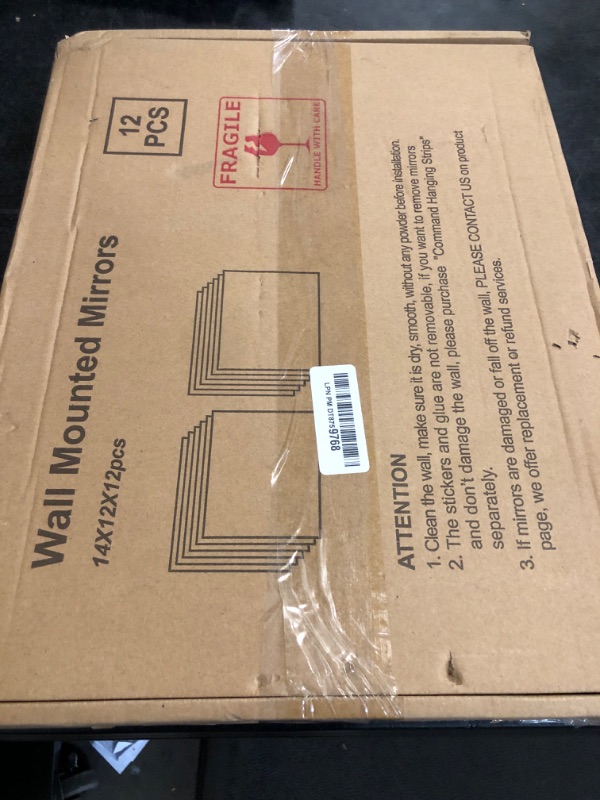 Wall Mounted Mirrors
14X12X12pcs
12
PCS
FRAGILE
HANDLE WITH CARE
LPN PM DT8759768
ATTENTION
1. Clean the wall, make sure it is dry, smooth, without any powder before installation.
2. The stickers and glue are not removable, if you want to remove mirrors
and don't damage the wall, please purchase "Command Hanging Strips"
separately.
3. If mirrors are damaged or fall off the wall, PLEASE CONTACT US on product
page, we offer replacement or refund services.